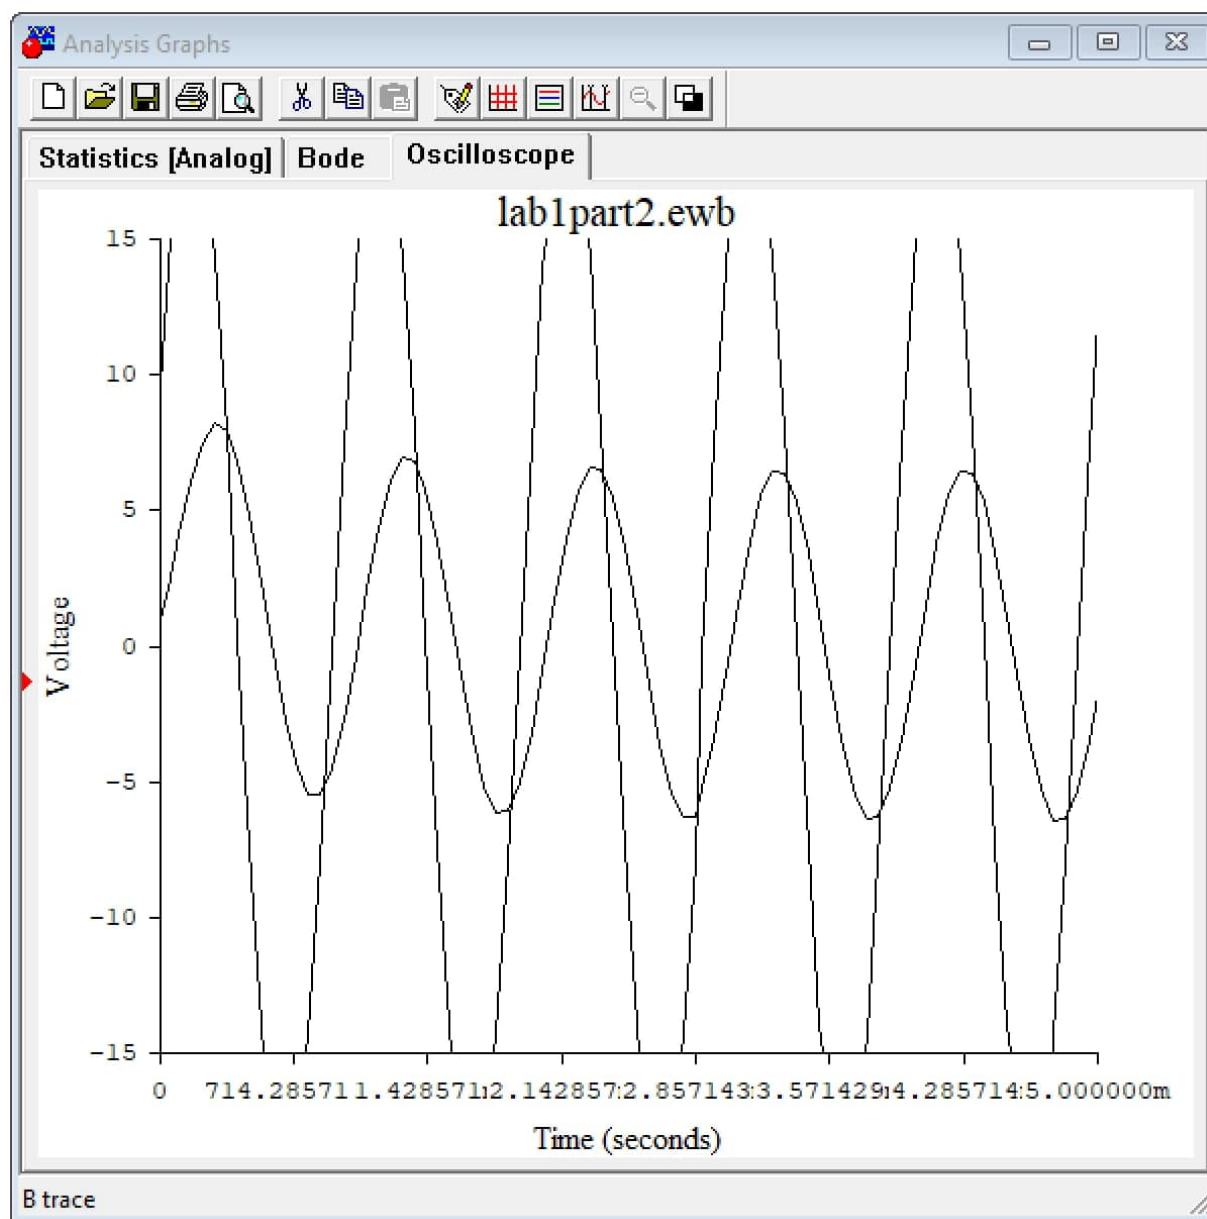 Analysis Graphs
Statistics [Analog] Bode Oscilloscope
lab1part2.ewb
15
10
5
0
-5
-10
-15
Voltage
0 714.28571 1.428571 2.142857 2.857143 3.571429 4.285714 5.000000m
Time (seconds)
B trace